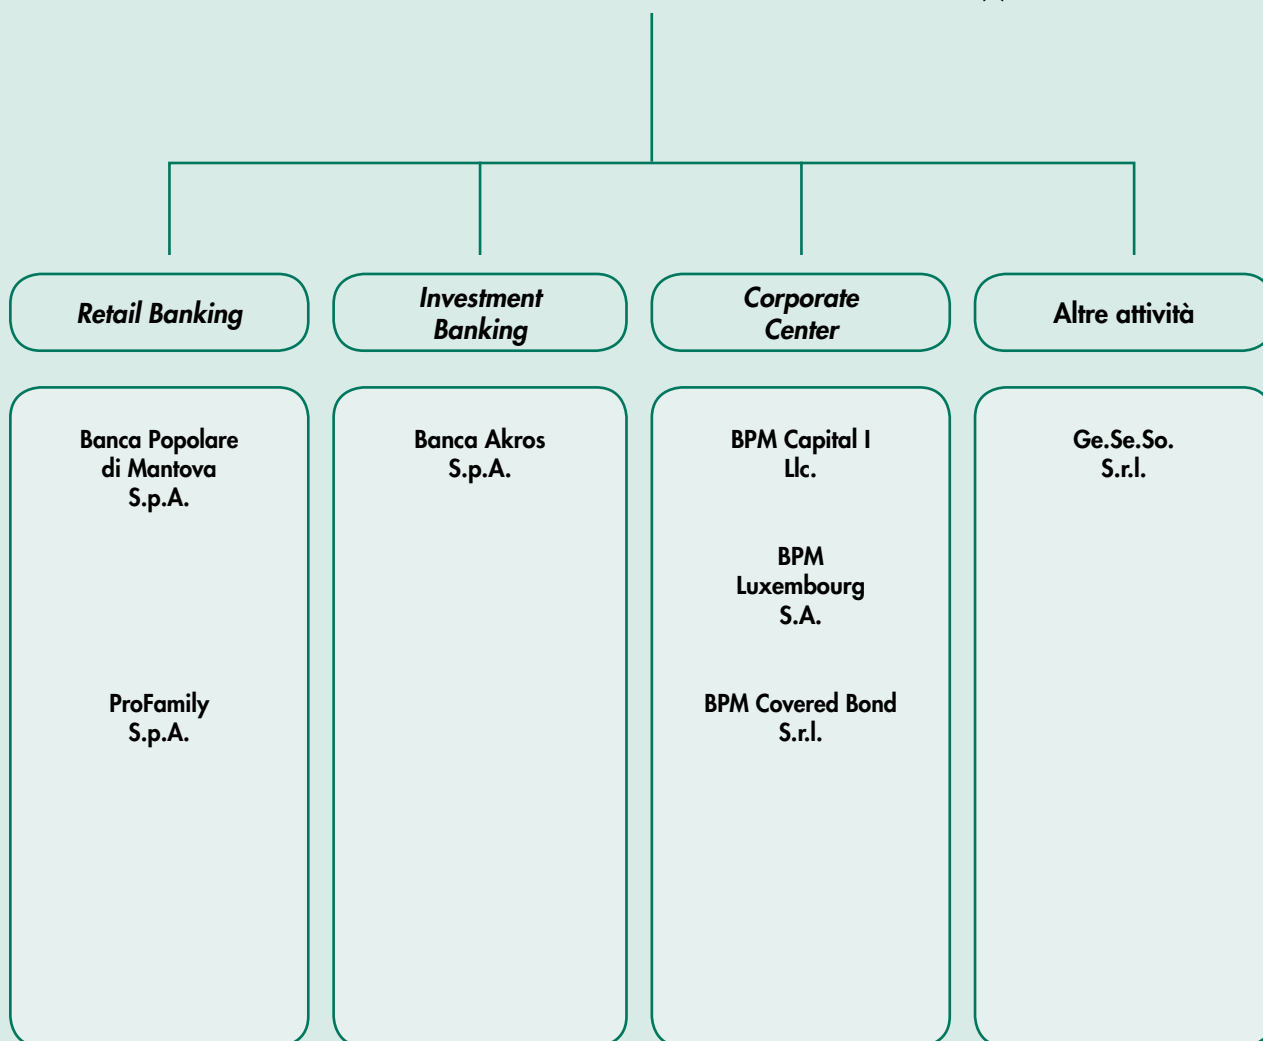 Retail Banking
Investment
Banking
Corporate
Center
Altre attività
Banca Popolare
di Mantova
S.p.A.
ProFamily
S.p.A.
Banca Akros
S.p.A.
BPM Capital I
Llc.
BPM
Luxembourg
S.A.
BPM Covered Bond
S.r.l.
Ge.Se.So.
S.r.l.